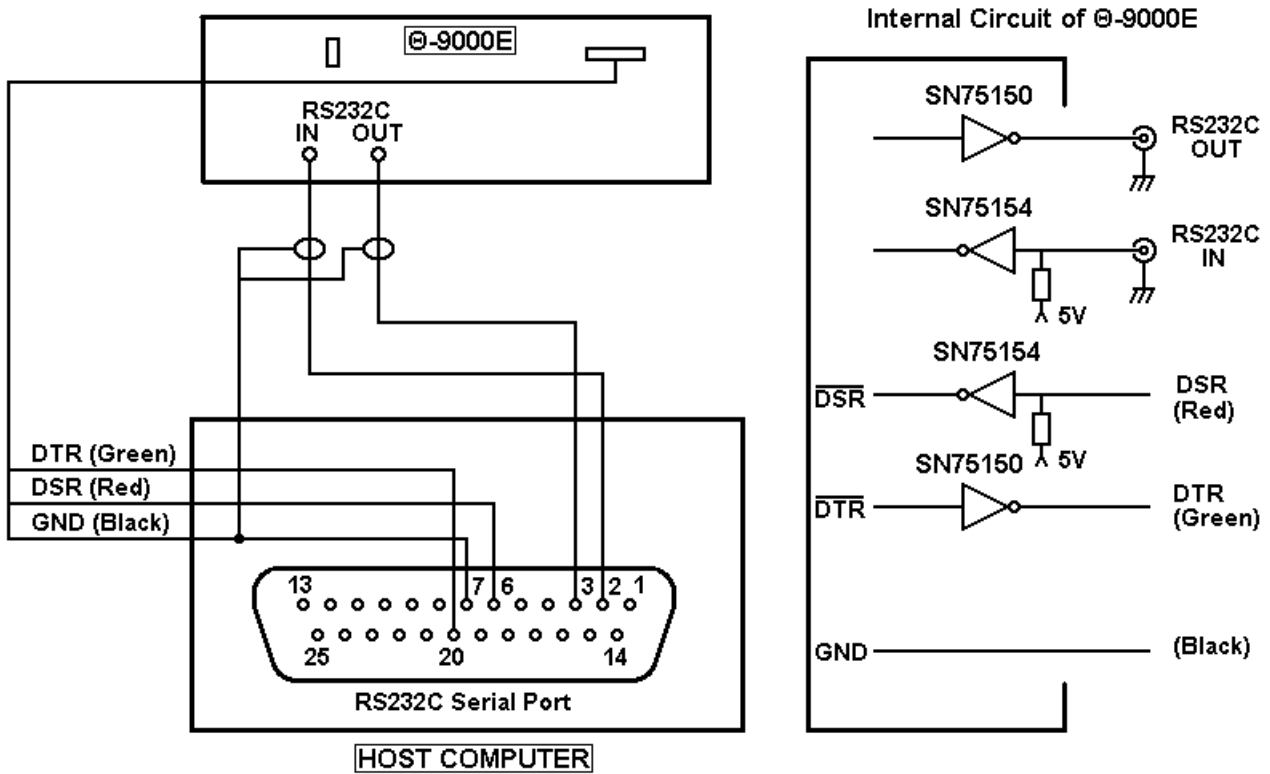 Θ-9000E
RS232C
IN OUT
DTR (Green)
DSR (Red)
GND (Black)
13 7 6 3 2 1
25 20 14
RS232C Serial Port
HOST COMPUTER
Internal Circuit of Θ-9000E
SN75150
RS232C
OUT
SN75154
RS232C
IN
5V
SN75154
DSR
DSR
(Red)
5V
SN75150
DTR
DTR
(Green)
GND
(Black)